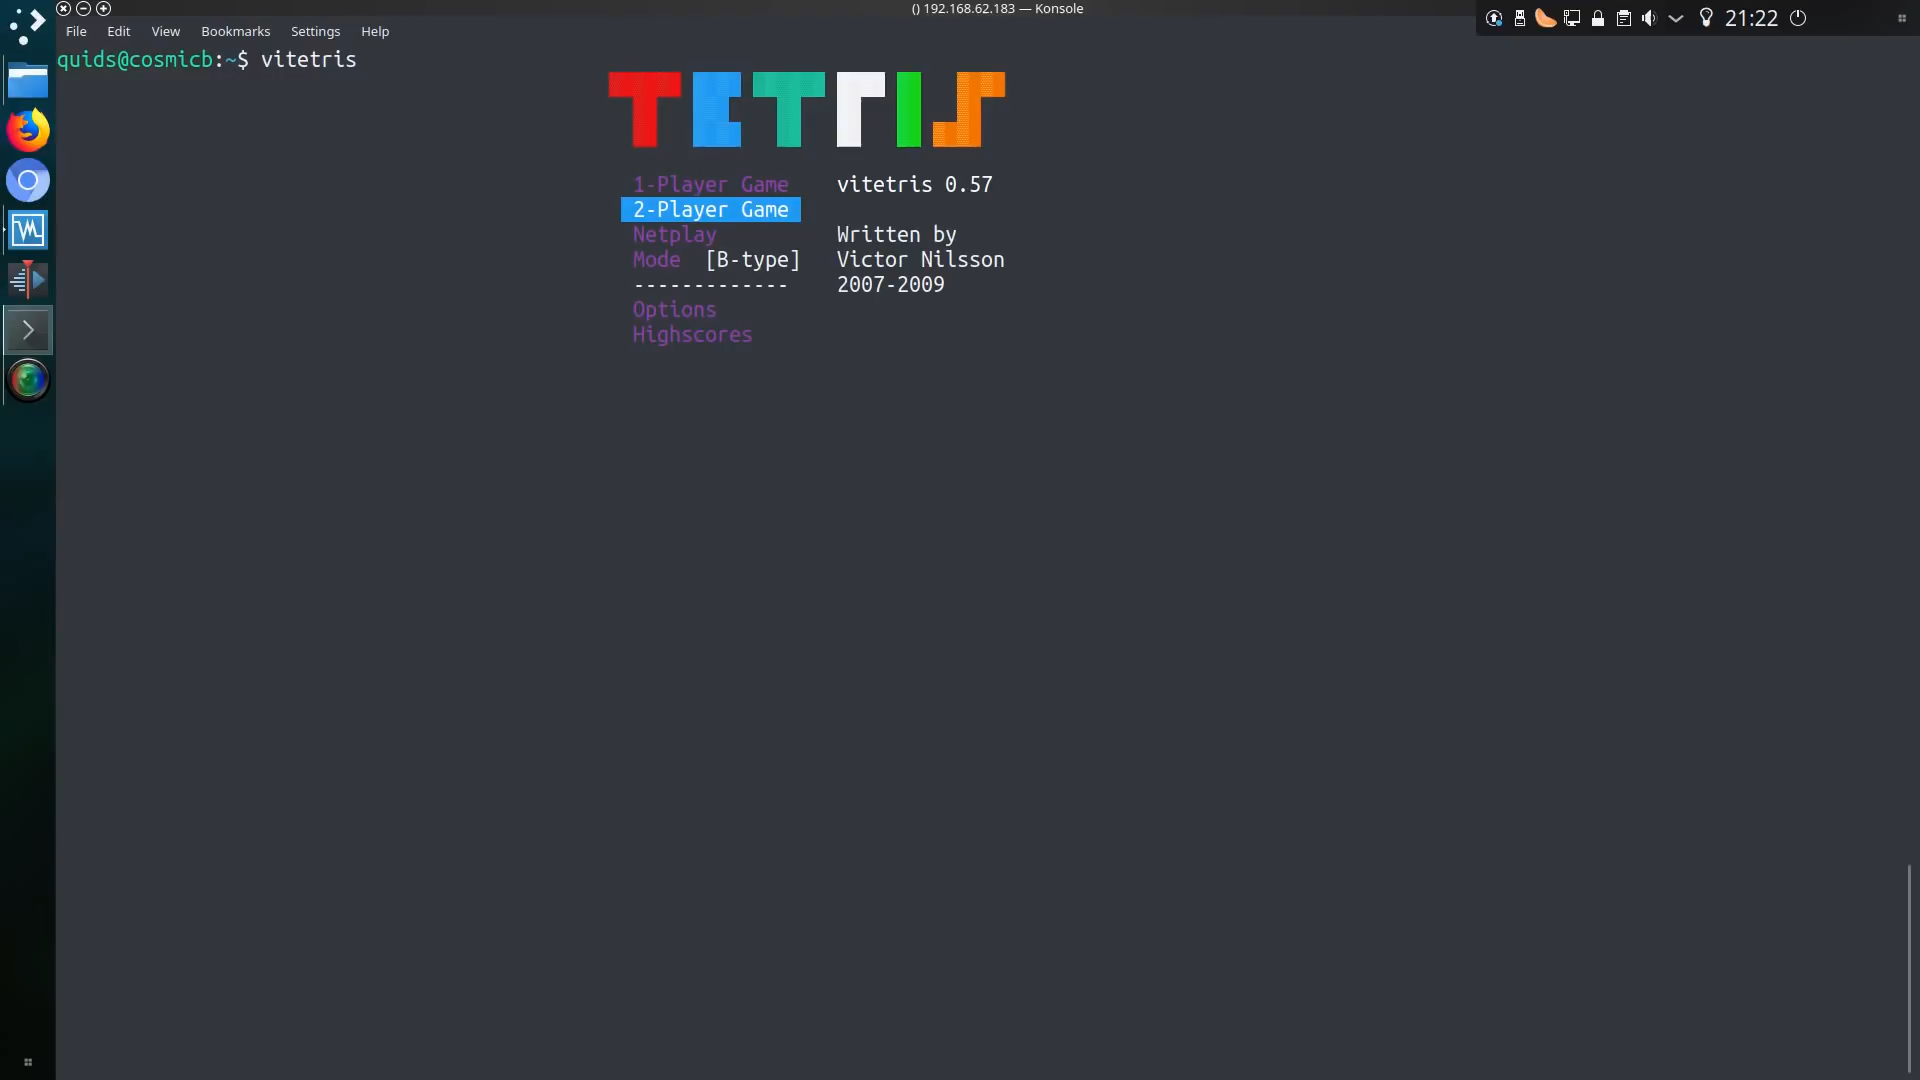 () 192.168.62.183 — Konsole
21:22
File Edit View Bookmarks Settings Help
quids@cosmicb:~$ vitetris
TETRIS
1-Player Game vitetris 0.57
2-Player Game
Netplay Written by
Mode [B-type] Victor Nilsson
------------- 2007-2009
Options
Highscores